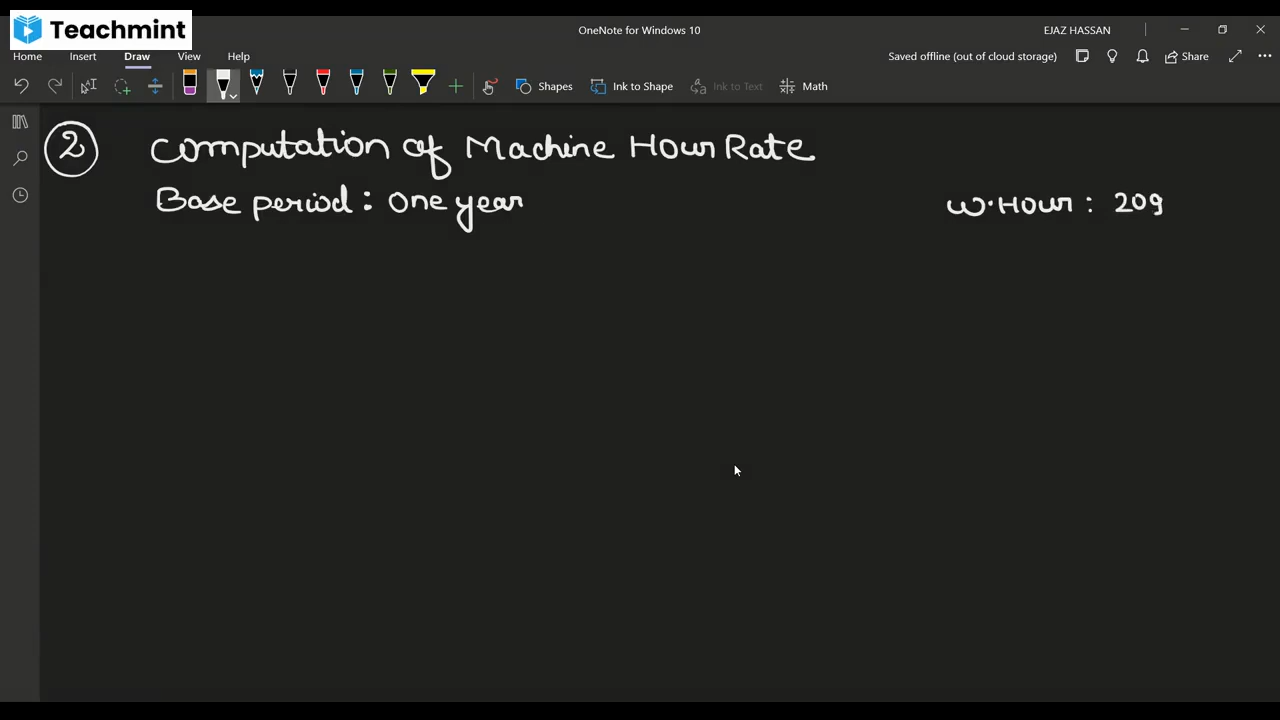 Teachmint
OneNote for Windows 10
EJAZ HASSAN
Home Insert Draw View Help
Saved offline (out of cloud storage)
Share
Shapes
Ink to Shape
Ink to Text
Math
2 Computation of Machine Hour Rate
Base period : One year
W.Hour : 209